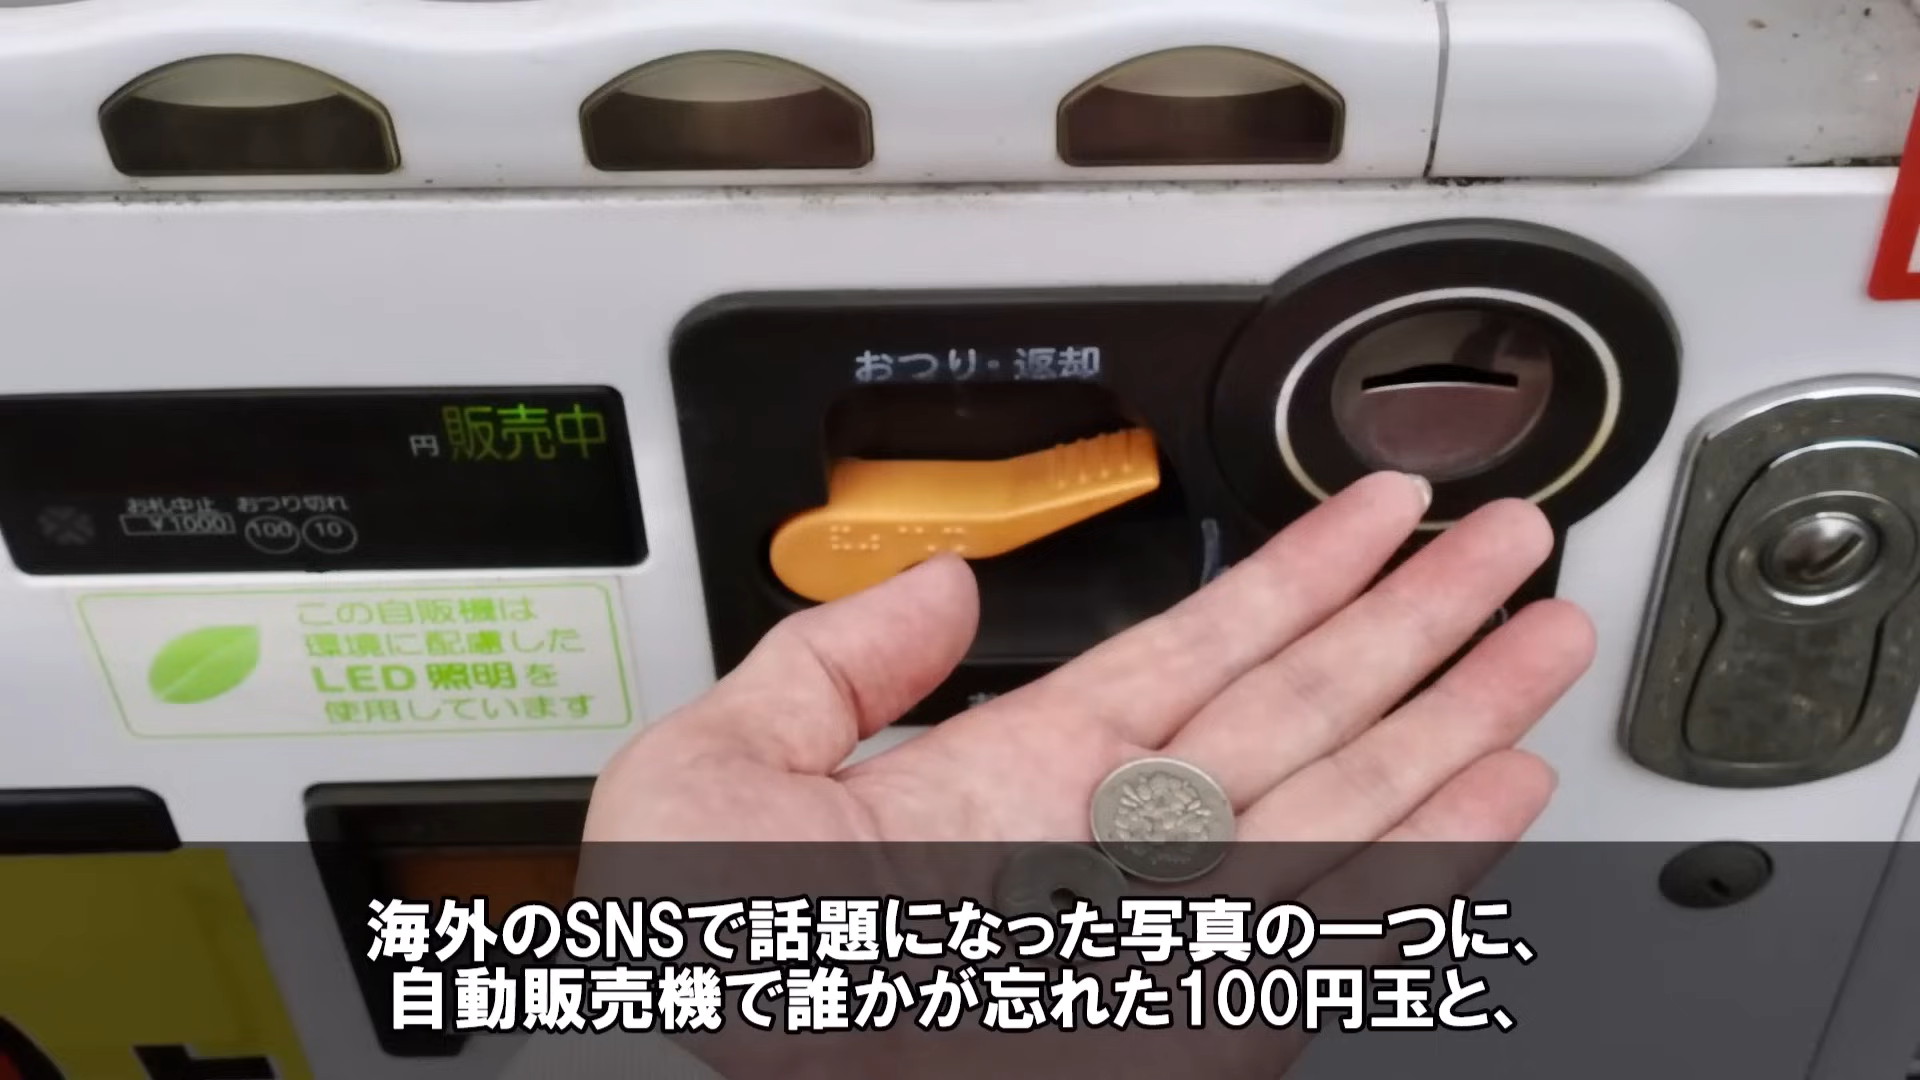 おつり・返却
円 販売中
お札中止 おつり切れ
¥1000 100 10
この自販機は
環境に配慮した
LED 照明を
使用しています
海外のSNSで話題になった写真の一つに、
自動販売機で誰かが忘れた100円玉と、